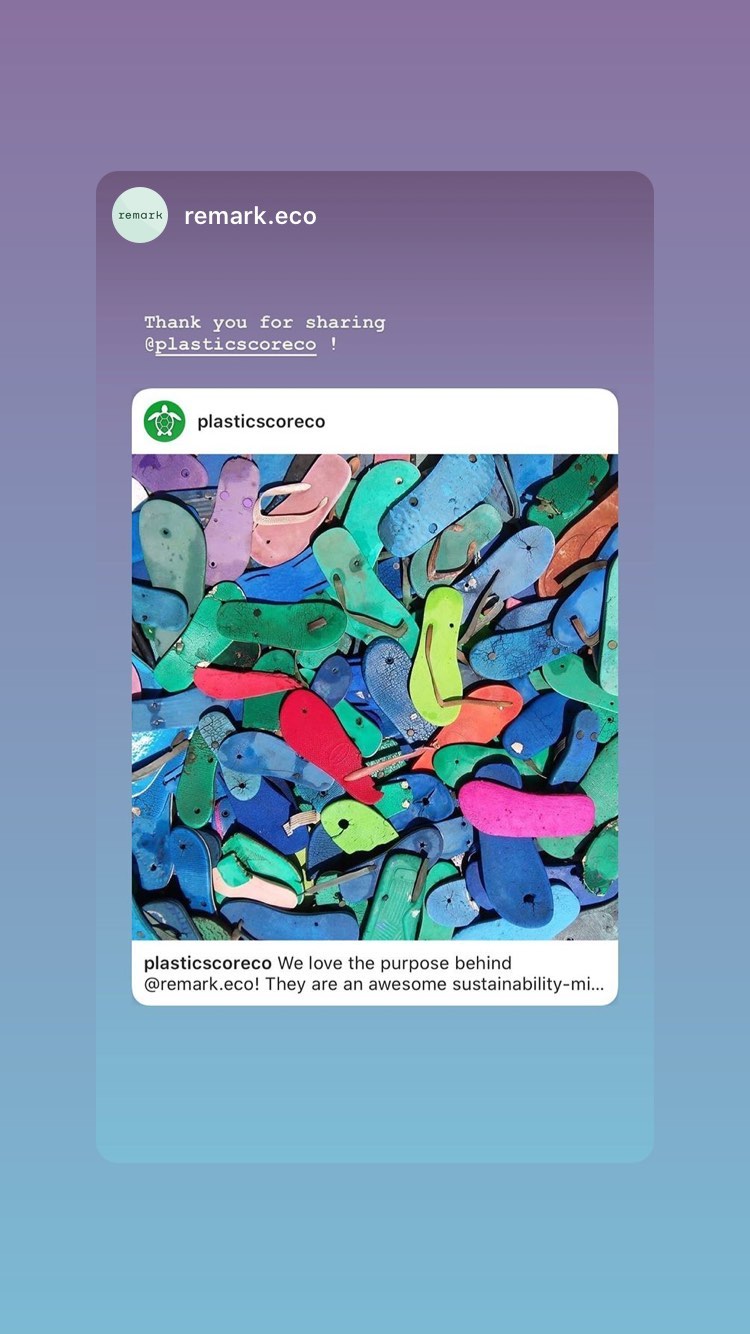 remark
remark.eco
Thank you for sharing
@plasticscoreco !
plasticscoreco
plasticscoreco We love the purpose behind
@remark.eco! They are an awesome sustainability-mi...